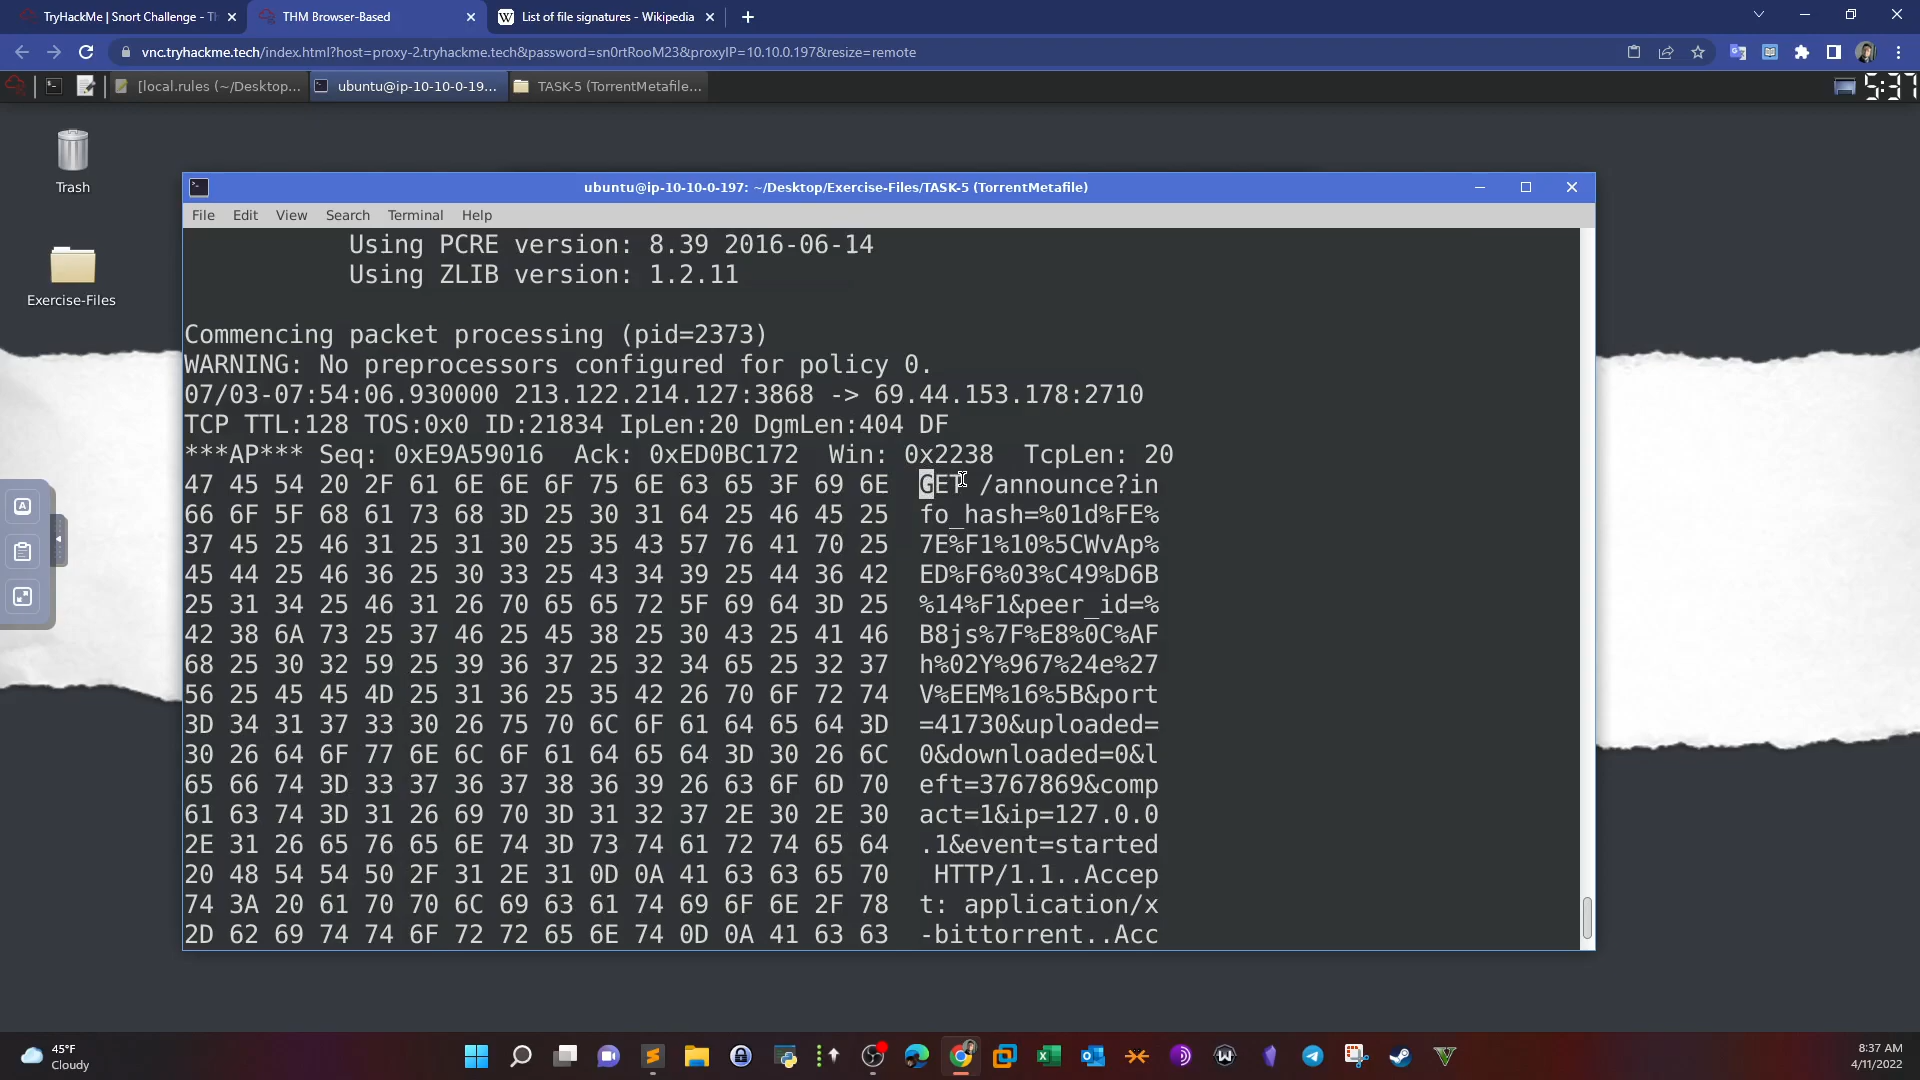 TryHackMe | Snort Challenge - Th
THM Browser-Based
W List of file signatures - Wikipedia
vnc.tryhackme.tech/index.html?host=proxy-2.tryhackme.tech&password=sn0rtRooM23&proxyIP=10.10.0.197&resize=remote
[local.rules (~/Desktop...
ubuntu@ip-10-10-0-19...
TASK-5 (TorrentMetafile...
5:37
Trash
Exercise-Files
ubuntu@ip-10-10-0-197: ~/Desktop/Exercise-Files/TASK-5 (TorrentMetafile)
File Edit View Search Terminal Help
Using PCRE version: 8.39 2016-06-14
Using ZLIB version: 1.2.11
Commencing packet processing (pid=2373)
WARNING: No preprocessors configured for policy 0.
07/03-07:54:06.930000 213.122.214.127:3868 -> 69.44.153.178:2710
TCP TTL:128 TOS:0x0 ID:21834 IpLen:20 DgmLen:404 DF
***AP*** Seq: 0xE9A59016 Ack: 0xED0BC172 Win: 0x2238 TcpLen: 20
47 45 54 20 2F 61 6E 6E 6F 75 6E 63 65 3F 69 6E GET /announce?in
66 6F 5F 68 61 73 68 3D 25 30 31 64 25 46 45 25 fo_hash=%01d%FE%
37 45 25 46 31 25 31 30 25 35 43 57 76 41 70 25 7E%F1%10%5CWvAp%
45 44 25 46 36 25 30 33 25 43 34 39 25 44 36 42 ED%F6%03%C49%D6B
25 31 34 25 46 31 26 70 65 65 72 5F 69 64 3D 25 %14%F1&peer_id=%
42 38 6A 73 25 37 46 25 45 38 25 30 43 25 41 46 B8js%7F%E8%0C%AF
68 25 30 32 59 25 39 36 37 25 32 34 65 25 32 37 h%02Y%967%24e%27
56 25 45 45 4D 25 31 36 25 35 42 26 70 6F 72 74 V%EEM%16%5B&port
3D 34 31 37 33 30 26 75 70 6C 6F 61 64 65 64 3D =41730&uploaded=
30 26 64 6F 77 6E 6C 6F 61 64 65 64 3D 30 26 6C 0&downloaded=0&l
65 66 74 3D 33 37 36 37 38 36 39 26 63 6F 6D 70 eft=3767869&comp
61 63 74 3D 31 26 69 70 3D 31 32 37 2E 30 2E 30 act=1&ip=127.0.0
2E 31 26 65 76 65 6E 74 3D 73 74 61 72 74 65 64 .1&event=started
20 48 54 54 50 2F 31 2E 31 0D 0A 41 63 63 65 70 HTTP/1.1..Accep
74 3A 20 61 70 70 6C 69 63 61 74 69 6F 6E 2F 78 t: application/x
2D 62 69 74 74 6F 72 72 65 6E 74 0D 0A 41 63 63 -bittorrent..Acc
45°F
Cloudy
8:37 AM
4/11/2022